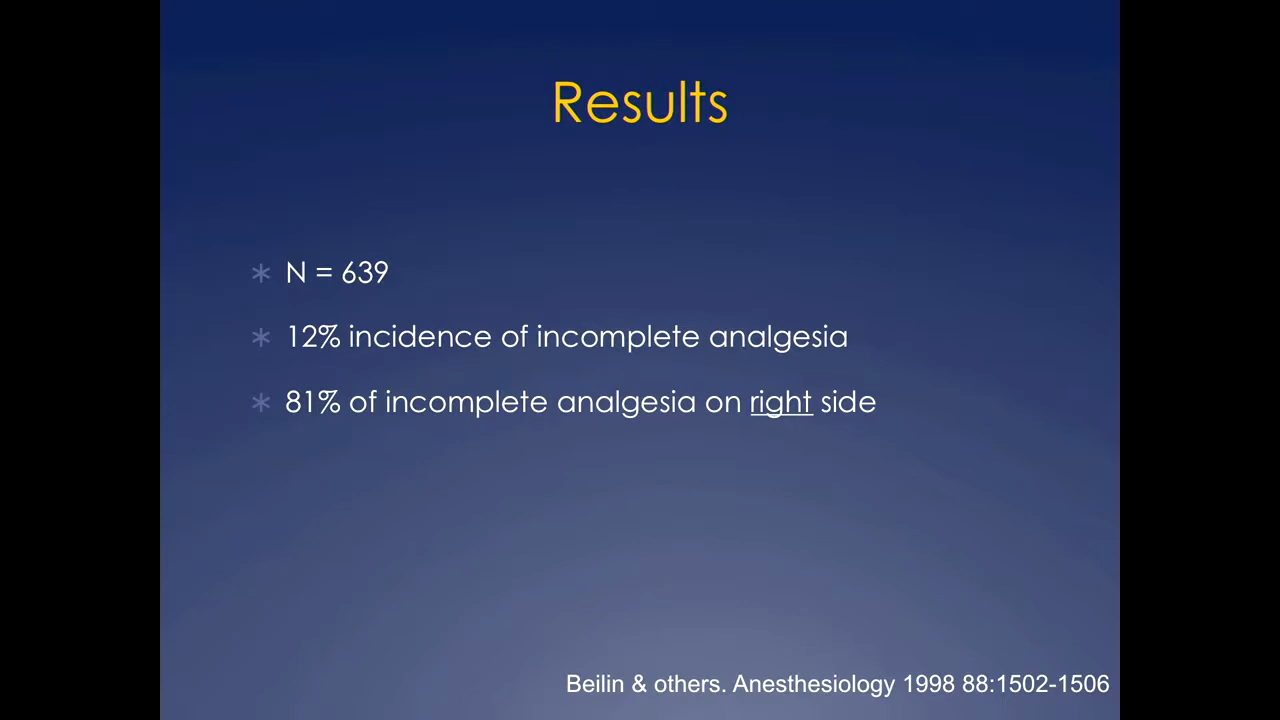 Results
* N = 639
* 12% incidence of incomplete analgesia
* 81% of incomplete analgesia on right side
Beilin & others. Anesthesiology 1998 88:1502-1506